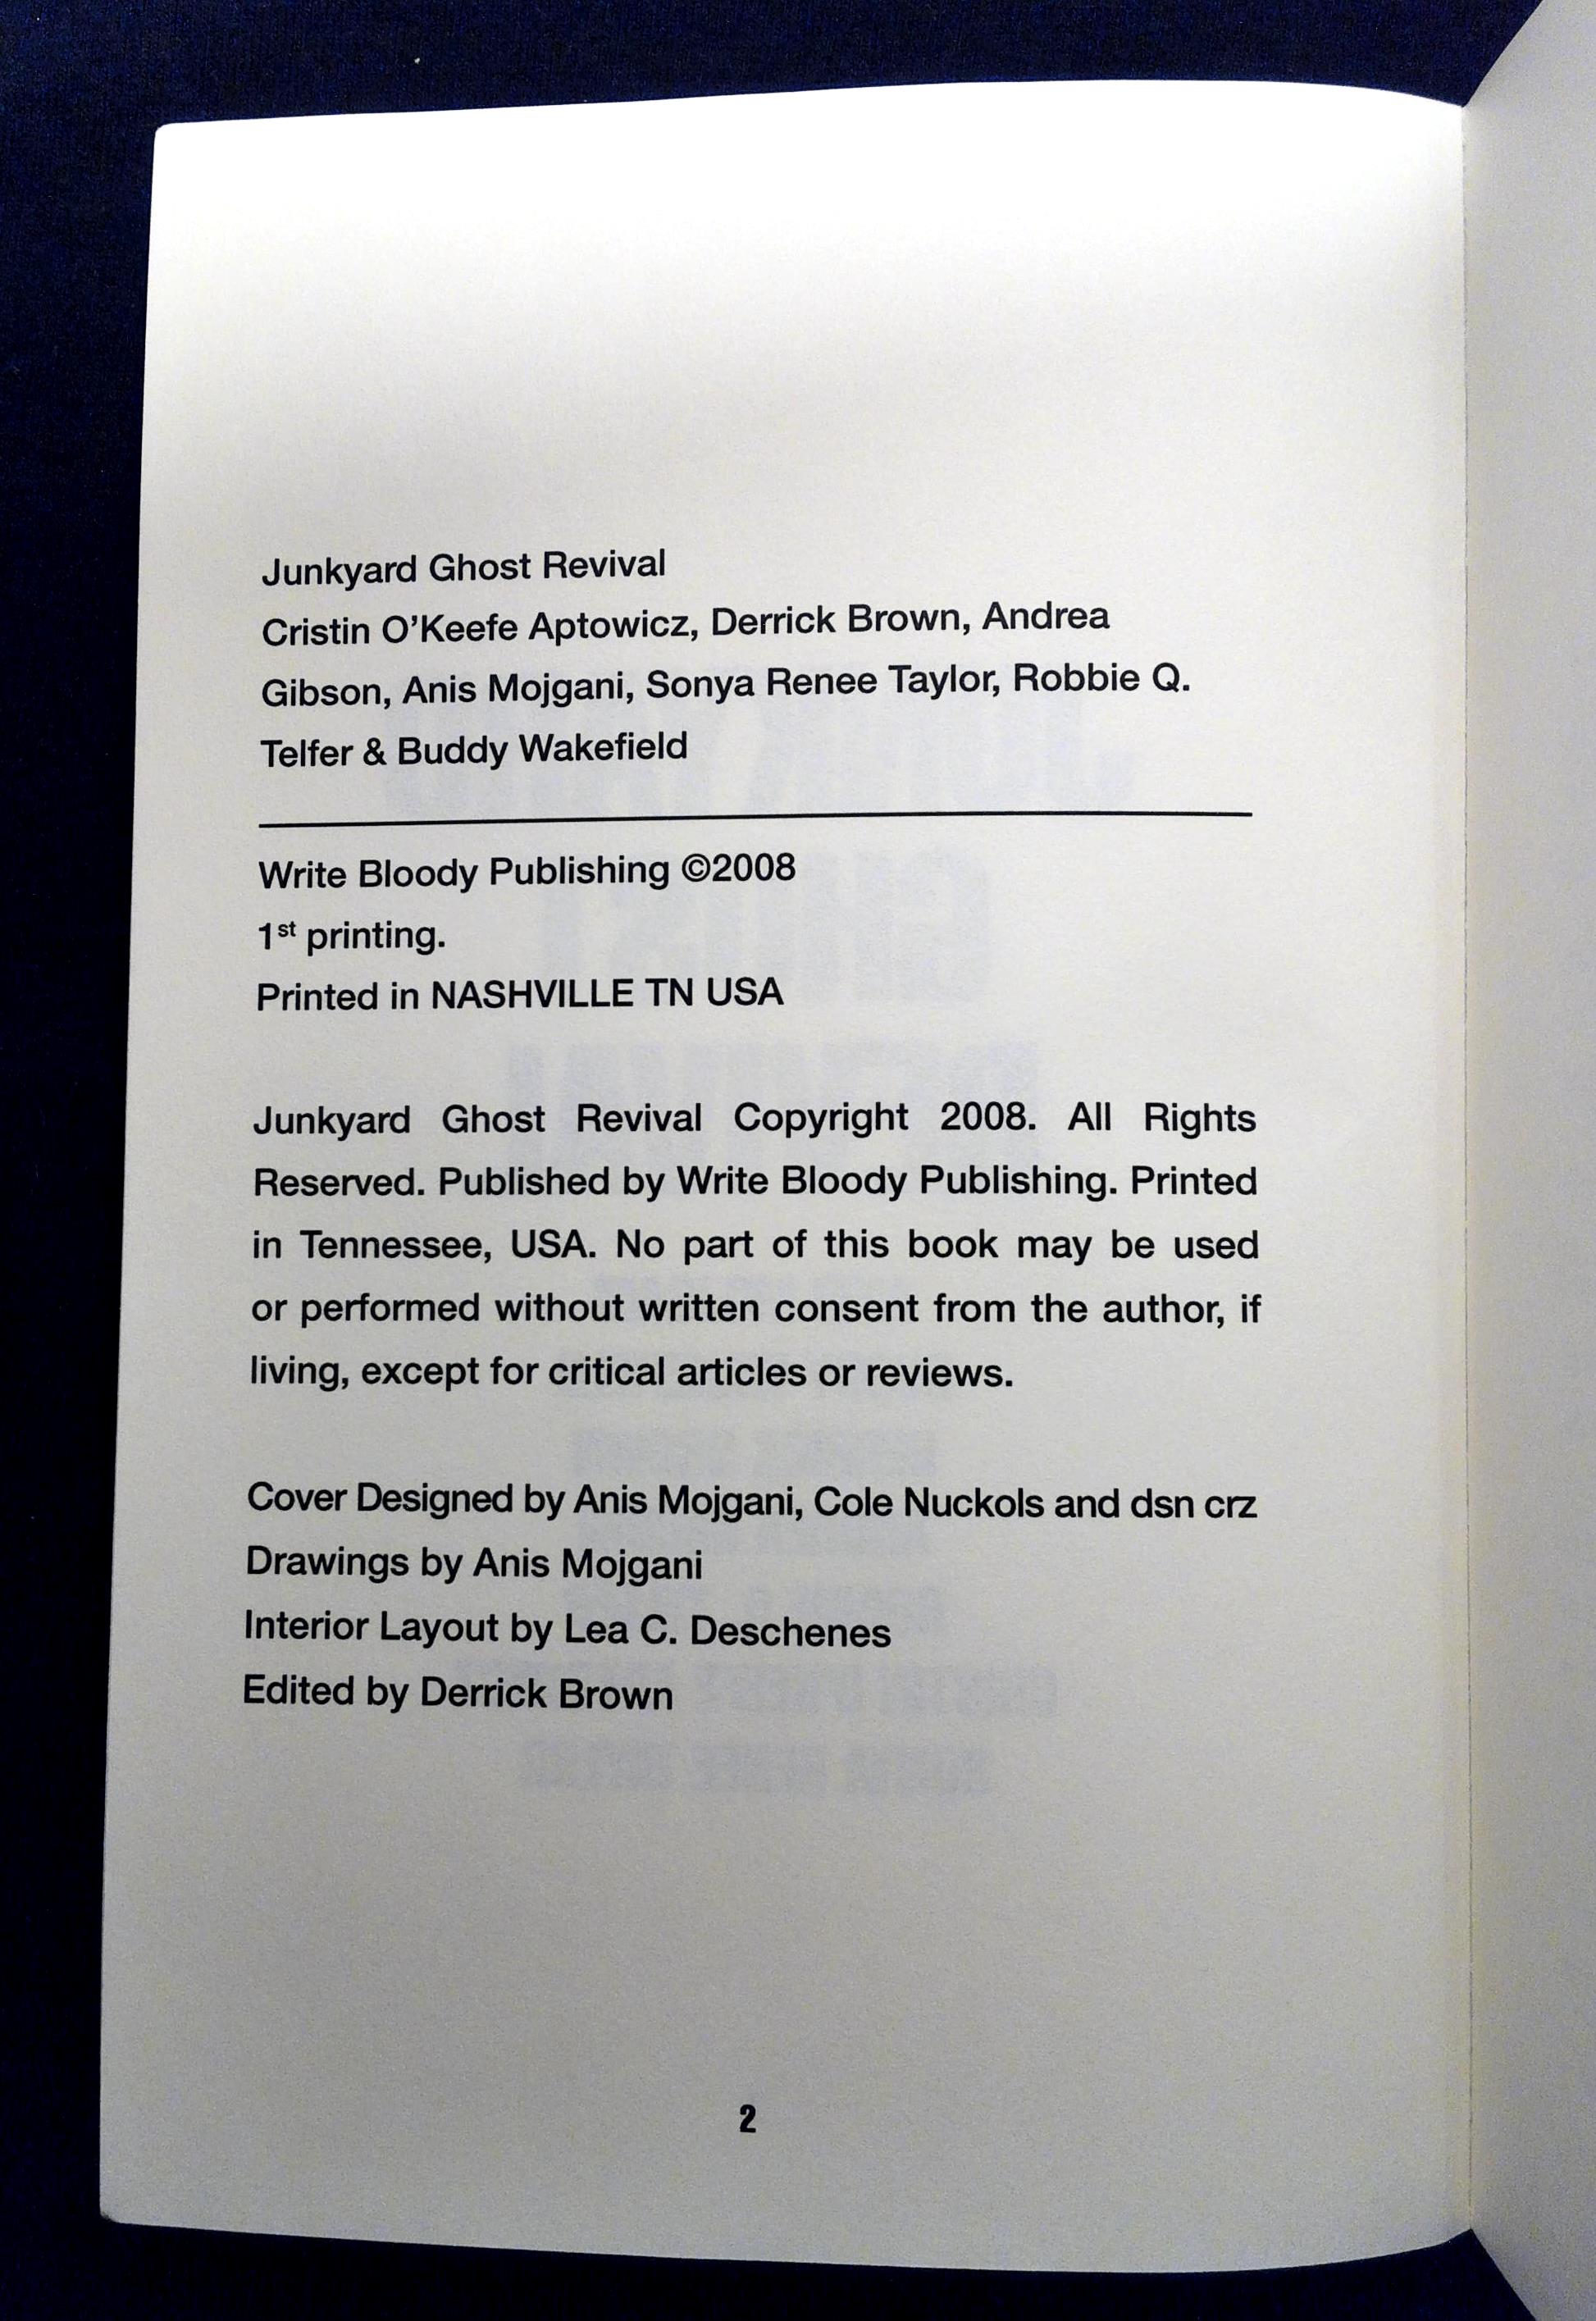 Junkyard Ghost Revival
Cristin O'Keefe Aptowicz, Derrick Brown, Andrea
Gibson, Anis Mojgani, Sonya Renee Taylor, Robbie Q.
Telfer & Buddy Wakefield
Write Bloody Publishing ©2008
1st printing.
Printed in NASHVILLE TN USA
Junkyard Ghost Revival Copyright 2008. All Rights
Reserved. Published by Write Bloody Publishing. Printed
in Tennessee, USA. No part of this book may be used
or performed without written consent from the author, if
living, except for critical articles or reviews.
Cover Designed by Anis Mojgani, Cole Nuckols and dsn crz
Drawings by Anis Mojgani
Interior Layout by Lea C. Deschenes
Edited by Derrick Brown
2